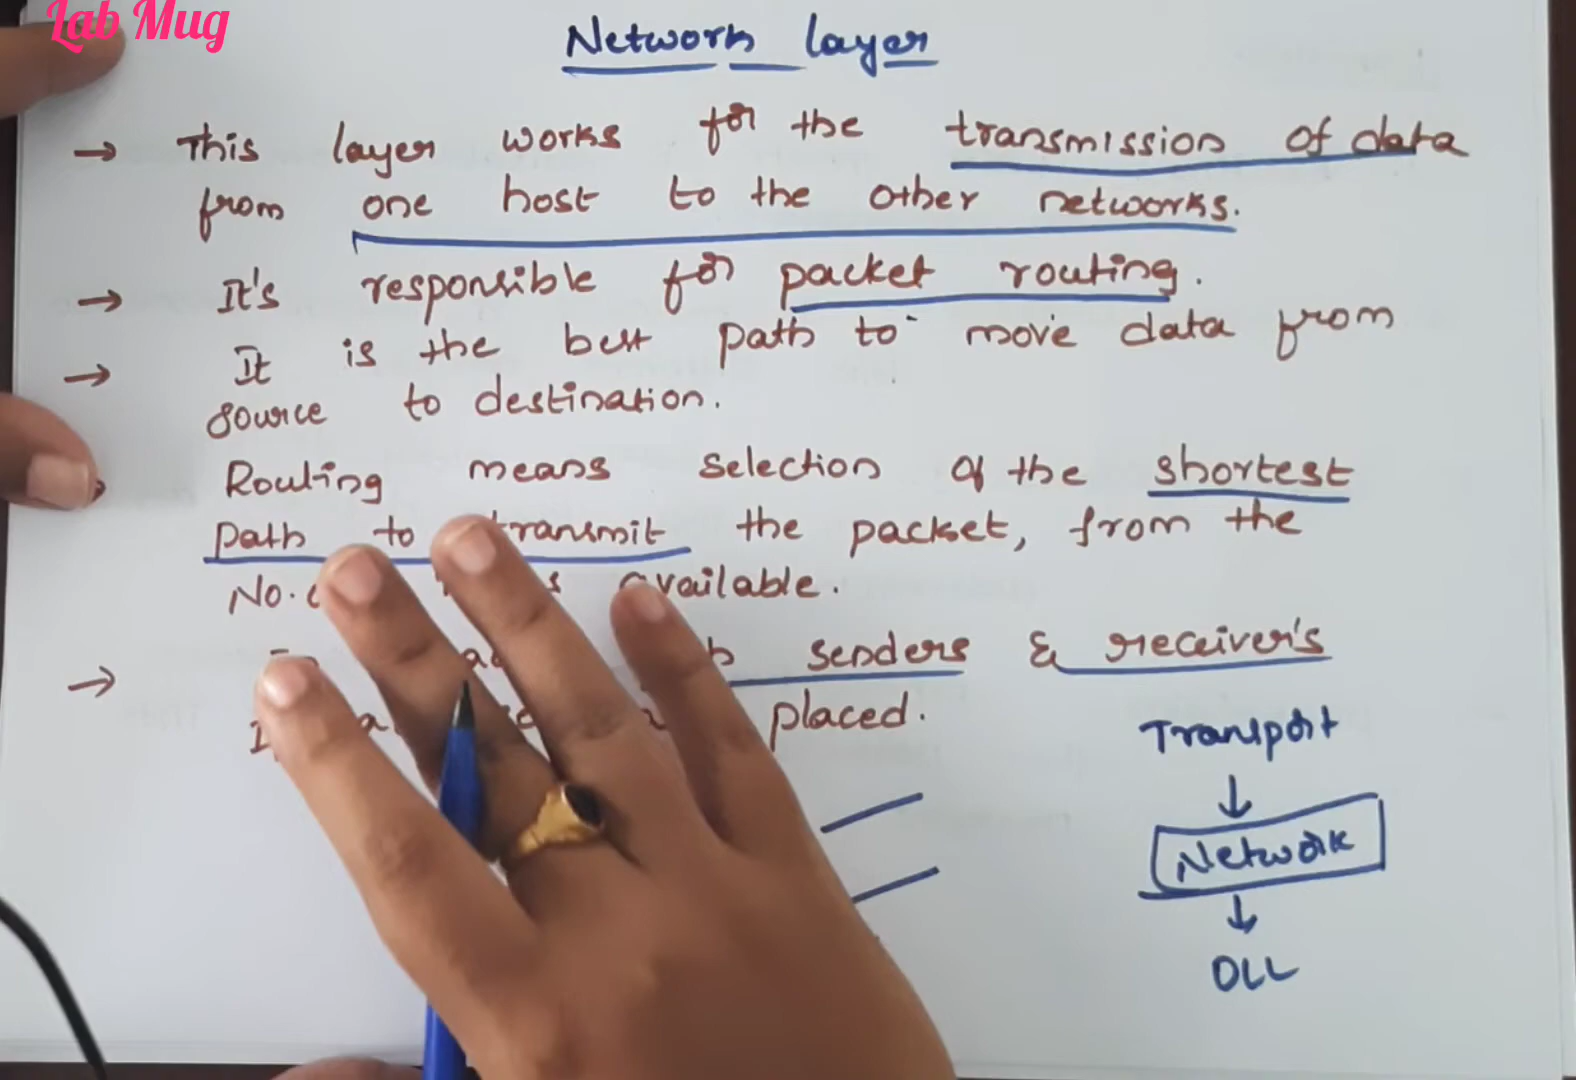 Lab Mug
Network layer
→ This layer works for the transmission of data
from one host to the other networks.
→ It's responsible for packet routing.
→ It is the best path to move data from
source to destination.
Routing means selection of the shortest
path to transmit the packet, from the
No. available.
→ senders & receiver's
placed.
Transport
↓
Network
↓
DLL